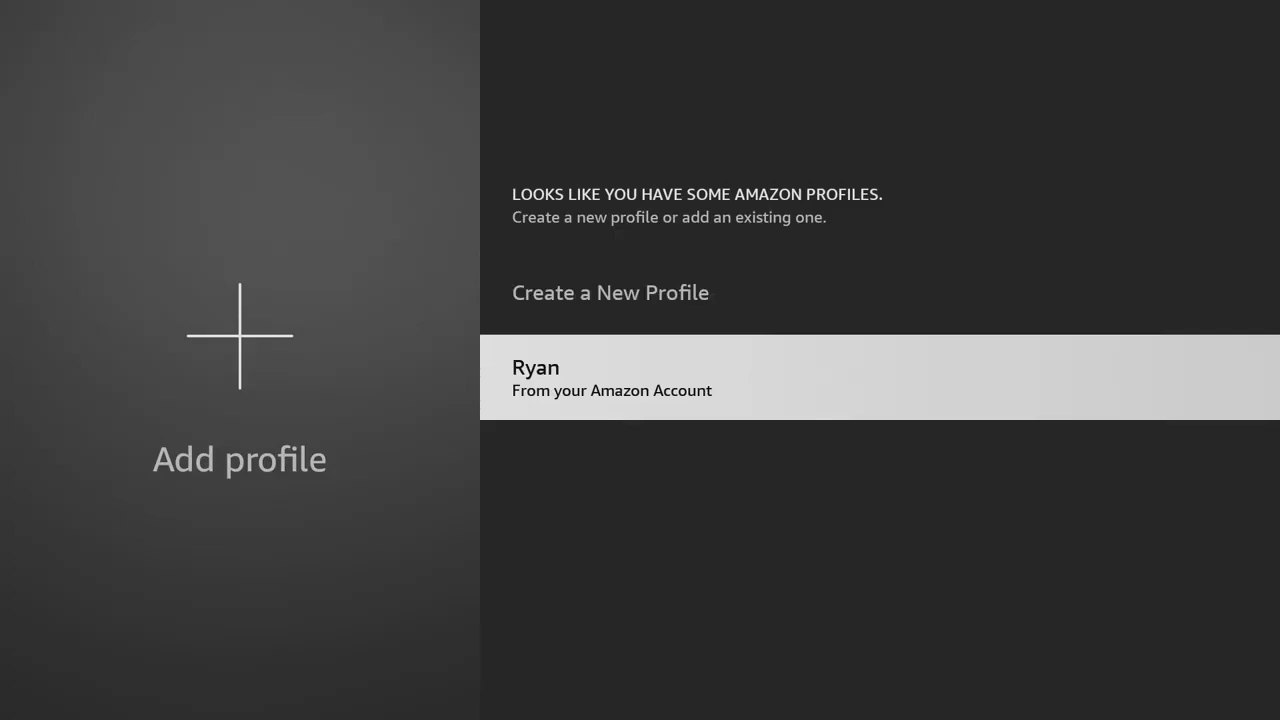 Add profile
LOOKS LIKE YOU HAVE SOME AMAZON PROFILES.
Create a new profile or add an existing one.
Create a New Profile
Ryan
From your Amazon Account